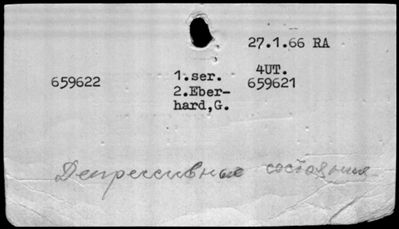 27.1.66 RA
4UT.
659622 1.ser. 659621
2.Eber-
hard,G.
Депрессивные состояния